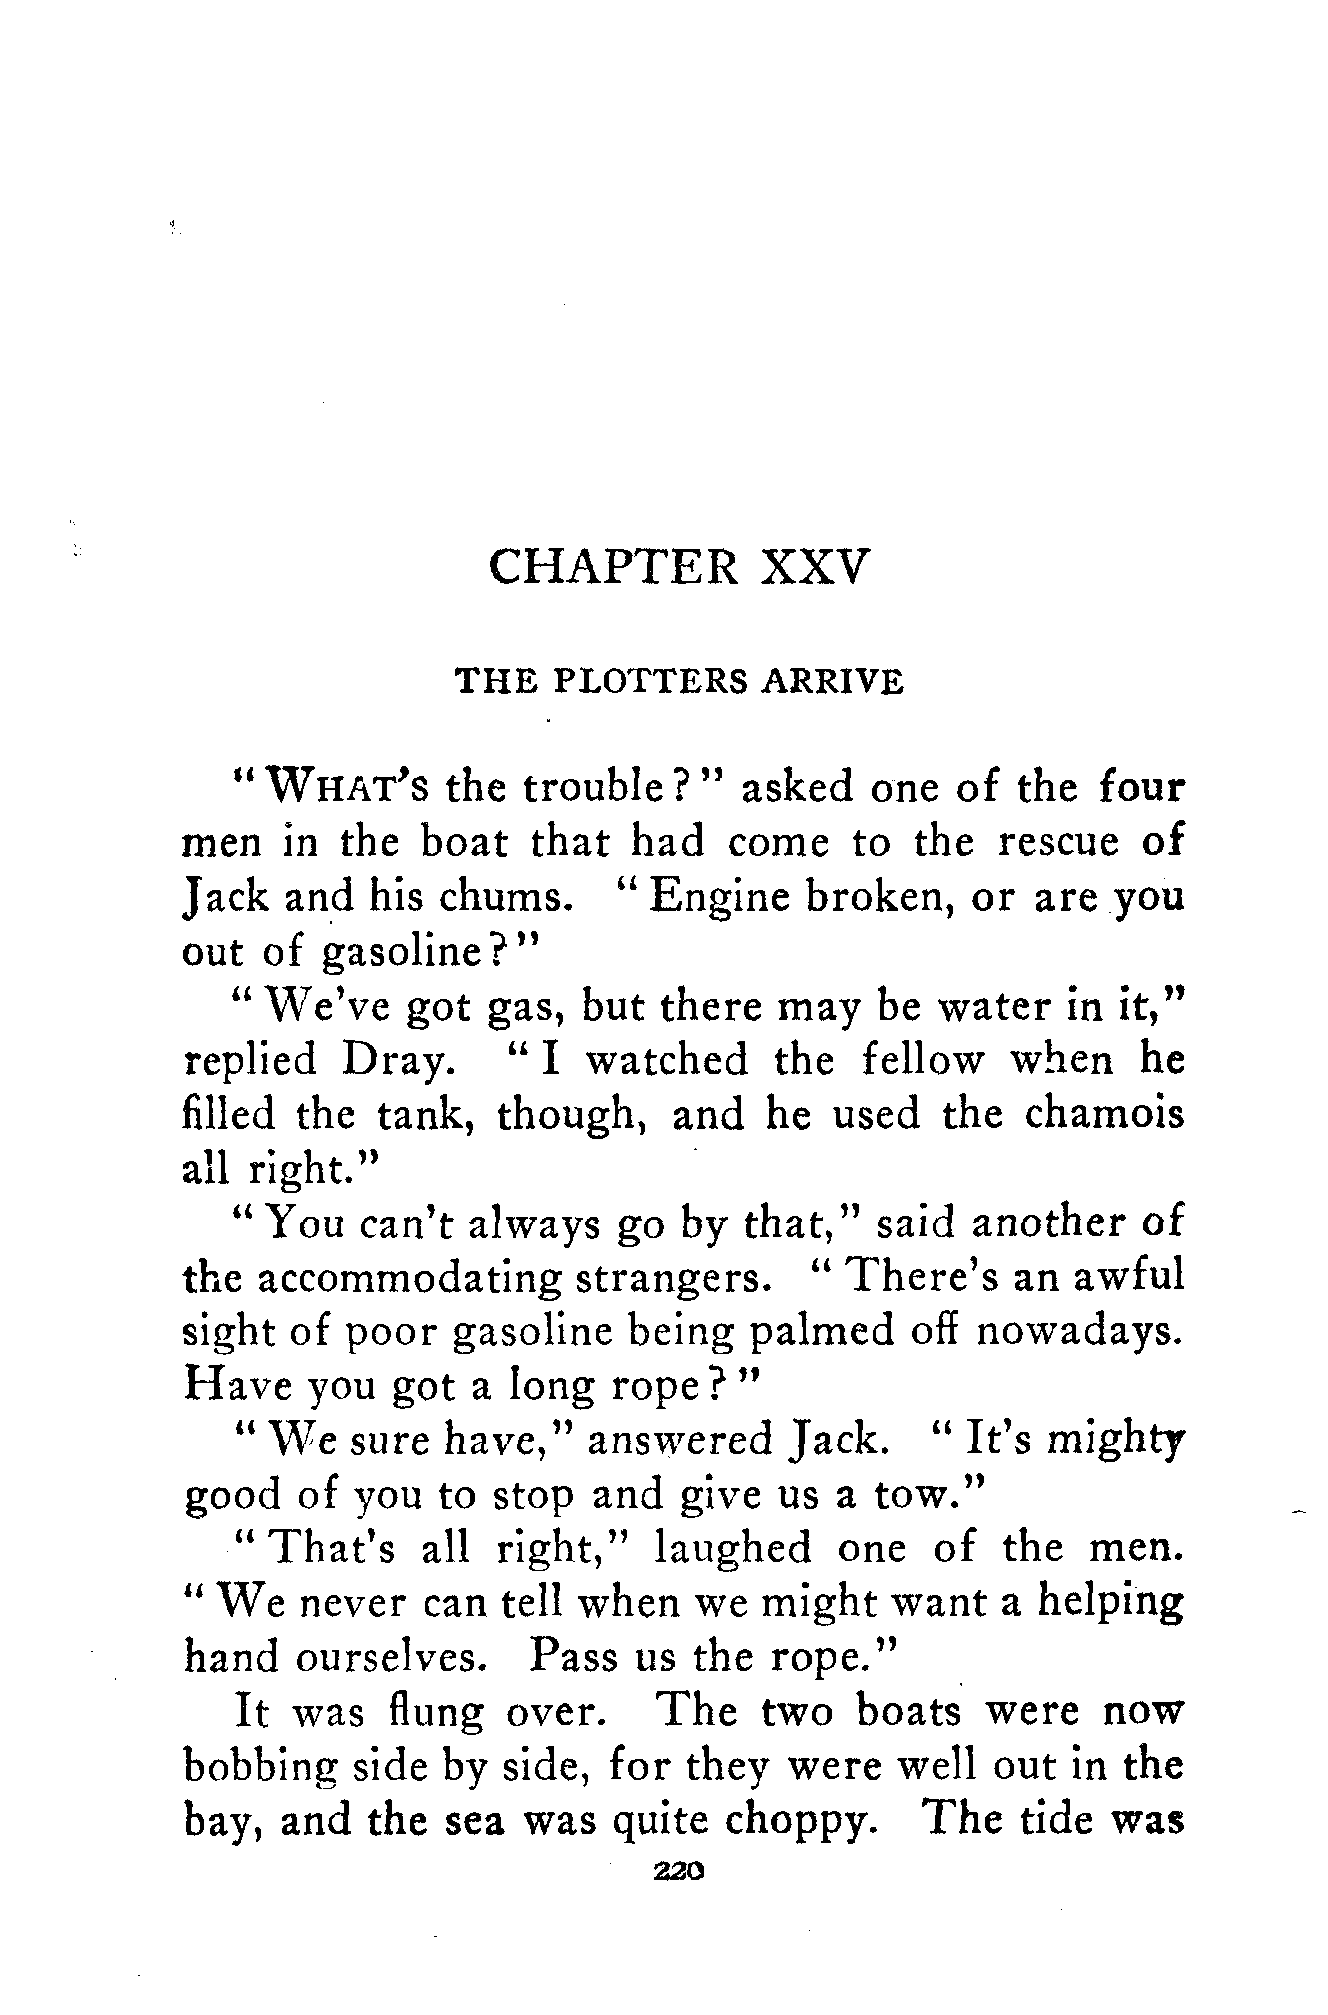 CHAPTER XXV
THE PLOTTERS ARRIVE
"WHAT'S the trouble?" asked one of the four
men in the boat that had come to the rescue of
Jack and his chums. "Engine broken, or are you
out of gasoline?"
"We've got gas, but there may be water in it,"
replied Dray. "I watched the fellow when he
filled the tank, though, and he used the chamois
all right."
"You can't always go by that," said another of
the accommodating strangers. "There's an awful
sight of poor gasoline being palmed off nowadays.
Have you got a long rope?"
"We sure have," answered Jack. "It's mighty
good of you to stop and give us a tow."
"That's all right," laughed one of the men.
"We never can tell when we might want a helping
hand ourselves. Pass us the rope."
It was flung over. The two boats were now
bobbing side by side, for they were well out in the
bay, and the sea was quite choppy. The tide was
220